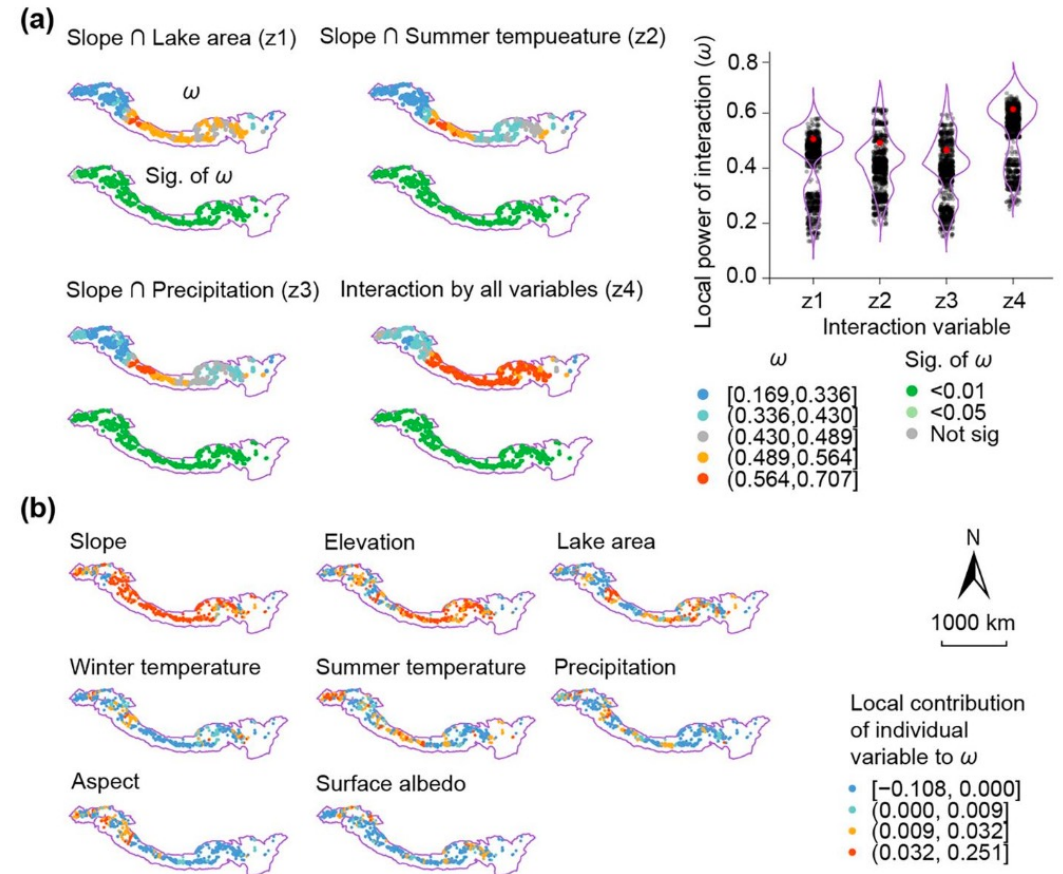 (a)
Slope ∩ Lake area (z1)
Slope ∩ Summer tempueature (z2)
ω
Sig. of ω
Slope ∩ Precipitation (z3)
Interaction by all variables (z4)
Local power of interaction (ω)
0.8
0.6
0.4
0.2
0.0
z1 z2 z3 z4
Interaction variable
ω
[0.169,0.336]
(0.336,0.430]
(0.430,0.489]
(0.489,0.564]
(0.564,0.707]
Sig. of ω
<0.01
<0.05
Not sig
(b)
Slope
Elevation
Lake area
Winter temperature
Summer temperature
Precipitation
Aspect
Surface albedo
N
1000 km
Local contribution
of individual
variable to ω
[−0.108, 0.000]
(0.000, 0.009]
(0.009, 0.032]
(0.032, 0.251]